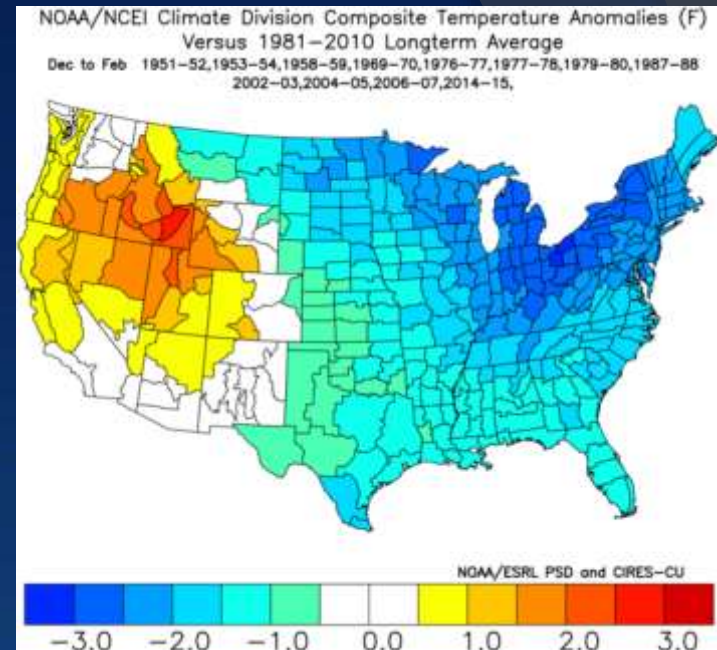 NOAA/NCEI Climate Division Composite Temperature Anomalies (F)
Versus 1981−2010 Longterm Average
Dec to Feb 1951−52,1953−54,1958−59,1969−70,1976−77,1977−78,1979−80,1987−88
2002−03,2004−05,2006−07,2014−15,
NOAA/ESRL PSD and CIRES−CU
−3.0 −2.0 −1.0 0.0 1.0 2.0 3.0